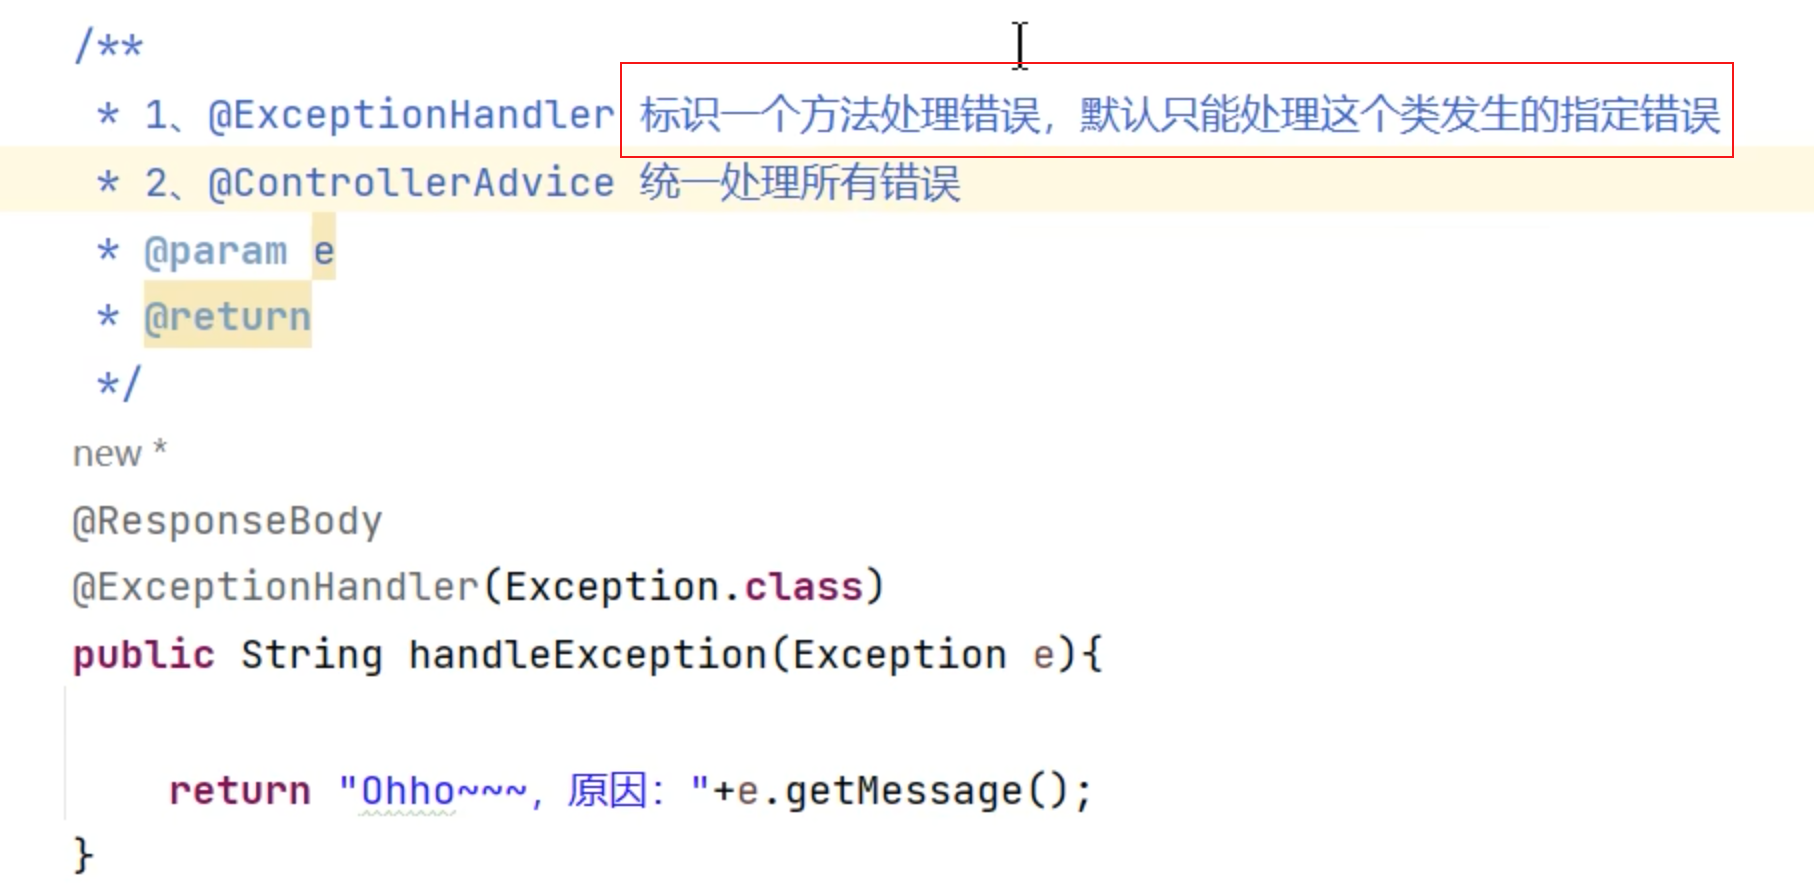 /**
* 1、@ExceptionHandler 标识一个方法处理错误，默认只能处理这个类发生的指定错误
* 2、@ControllerAdvice 统一处理所有错误
* @param e
* @return
*/
new *
@ResponseBody
@ExceptionHandler(Exception.class)
public String handleException(Exception e){
return "Ohho~~~，原因："+e.getMessage();
}